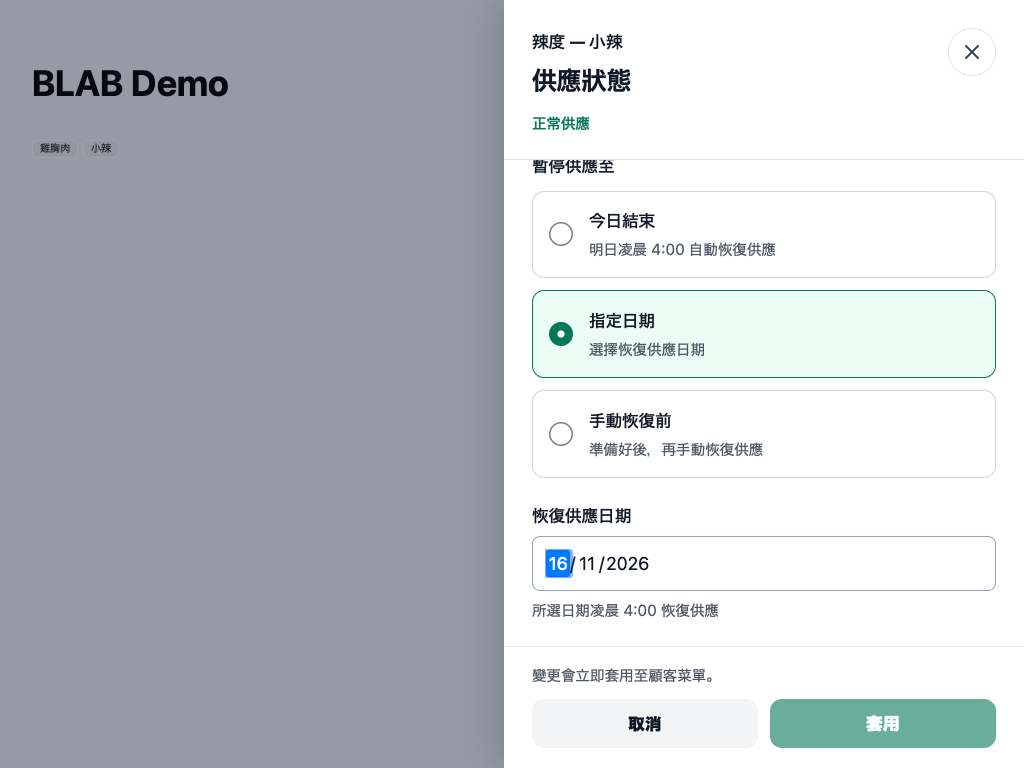 BLAB Demo
雞胸肉 小辣
辣度 — 小辣
供應狀態
正常供應
暫停供應至
今日結束
明日凌晨 4:00 自動恢復供應
指定日期
選擇恢復供應日期
手動恢復前
準備好後，再手動恢復供應
恢復供應日期
16/11/2026
所選日期凌晨 4:00 恢復供應
變更會立即套用至顧客菜單。
取消 套用